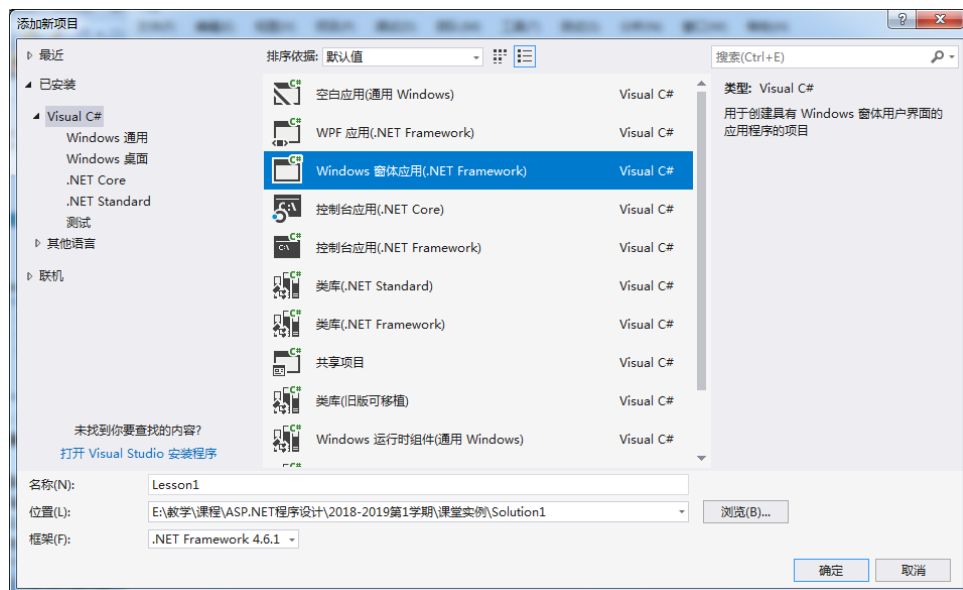 添加新项目
最近
已安装
Visual C#
Windows 通用
Windows 桌面
.NET Core
.NET Standard
测试
其他语言
联机
未找到你要查找的内容?
打开 Visual Studio 安装程序
排序依据: 默认值
空白应用(通用 Windows) Visual C#
WPF 应用(.NET Framework) Visual C#
Windows 窗体应用(.NET Framework) Visual C#
控制台应用(.NET Core) Visual C#
控制台应用(.NET Framework) Visual C#
类库(.NET Standard) Visual C#
类库(.NET Framework) Visual C#
共享项目 Visual C#
类库(旧版可移植) Visual C#
Windows 运行时组件(通用 Windows) Visual C#
搜索(Ctrl+E)
类型: Visual C#
用于创建具有 Windows 窗体用户界面的
应用程序的项目
名称(N): Lesson1
位置(L): E:\教学\课程\ASP.NET程序设计\2018-2019第1学期\课堂实例\Solution1 浏览(B)...
框架(F): .NET Framework 4.6.1
确定 取消